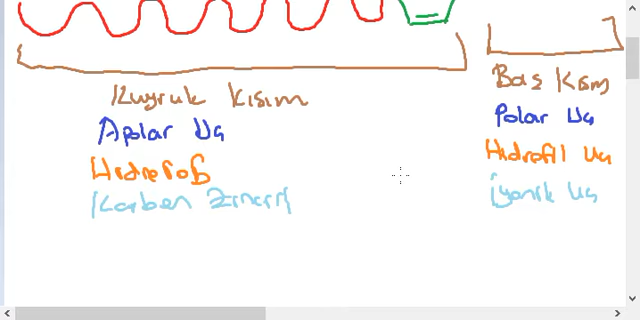 Kuyruk Kısım
Apolar Uç
Hidrofob
Karbon Zinciri
Baş Kısım
Polar Uç
Hidrofil Uç
İyonik Uç